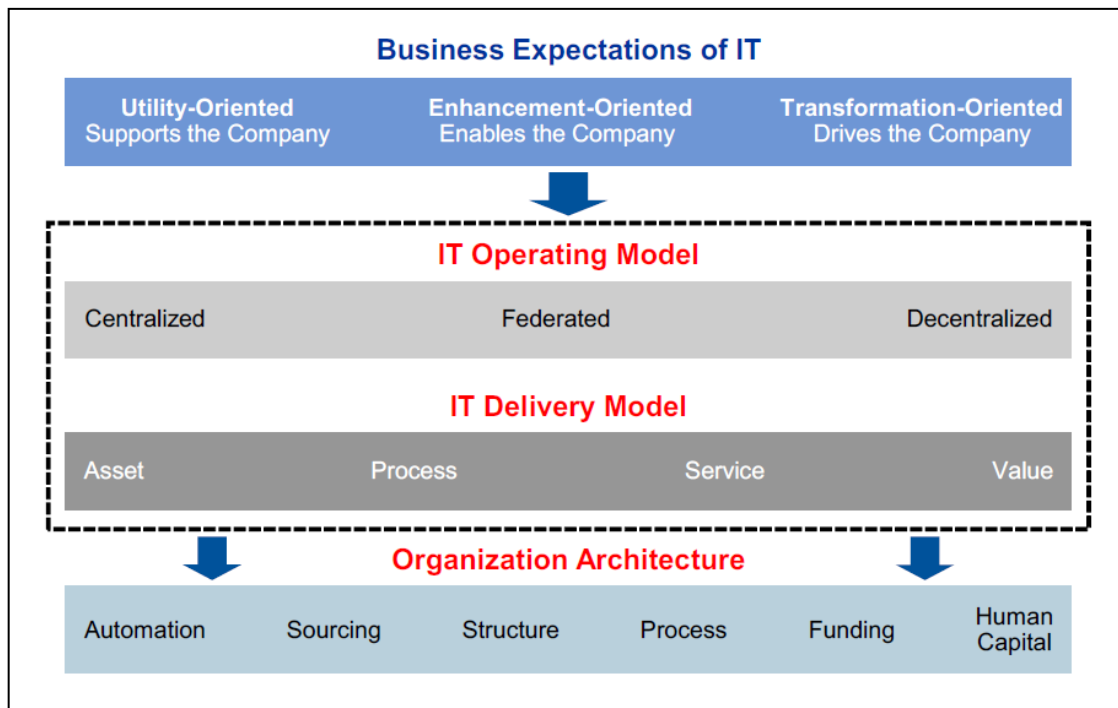 Business Expectations of IT
Utility-Oriented Enhancement-Oriented Transformation-Oriented
Supports the Company Enables the Company Drives the Company
IT Operating Model
Centralized Federated Decentralized
IT Delivery Model
Asset Process Service Value
Organization Architecture
Automation Sourcing Structure Process Funding Human
Capital